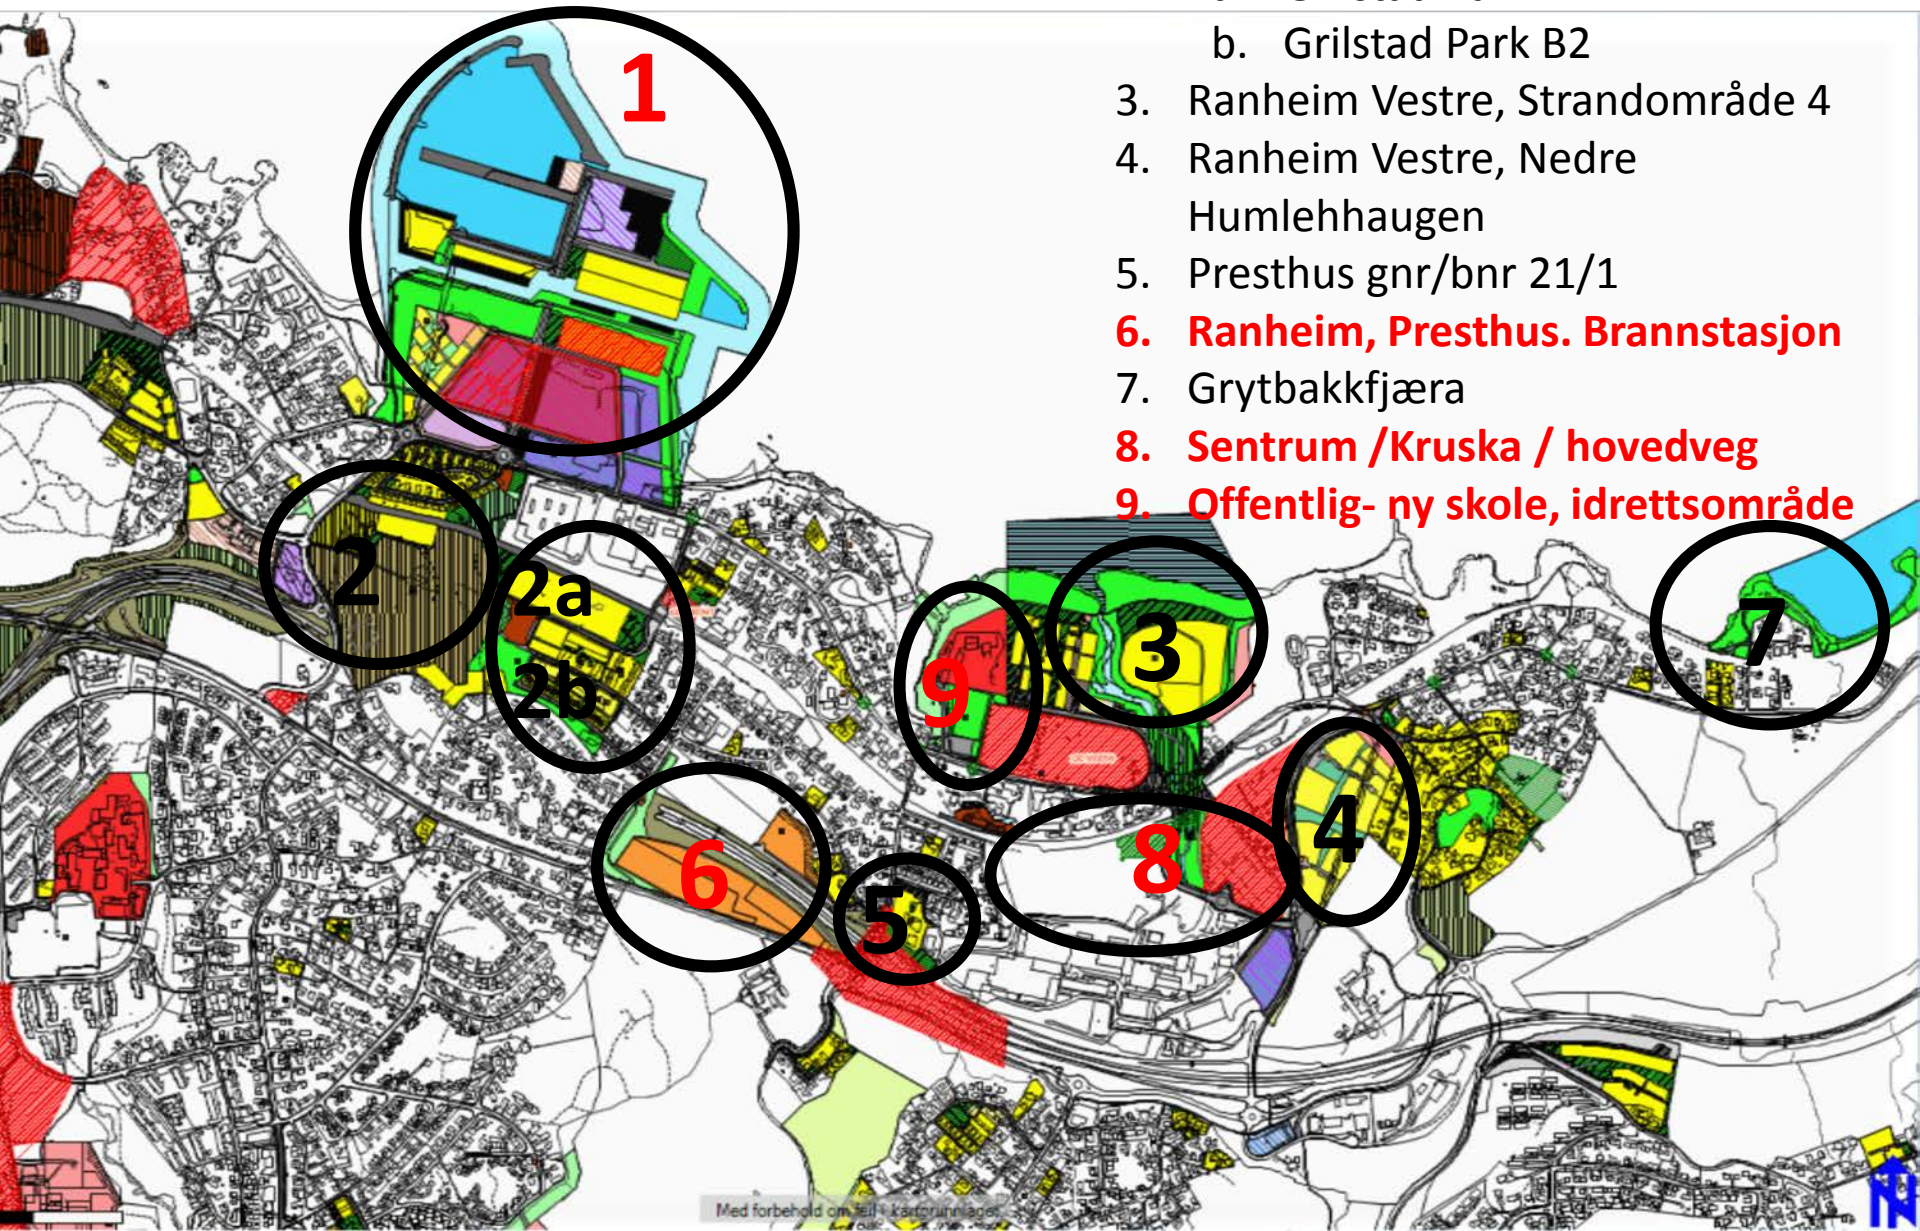 b. Grilstad Park B2
3. Ranheim Vestre, Strandområde 4
4. Ranheim Vestre, Nedre
Humlehhaugen
5. Presthus gnr/bnr 21/1
6. Ranheim, Presthus. Brannstasjon
7. Grytbakkfjæra
8. Sentrum /Kruska / hovedveg
9. Offentlig- ny skole, idrettsområde
1
2
2a
2b
3
7
9
4
8
6
5
Med forbehold om feil i kartgrunnlaget
N